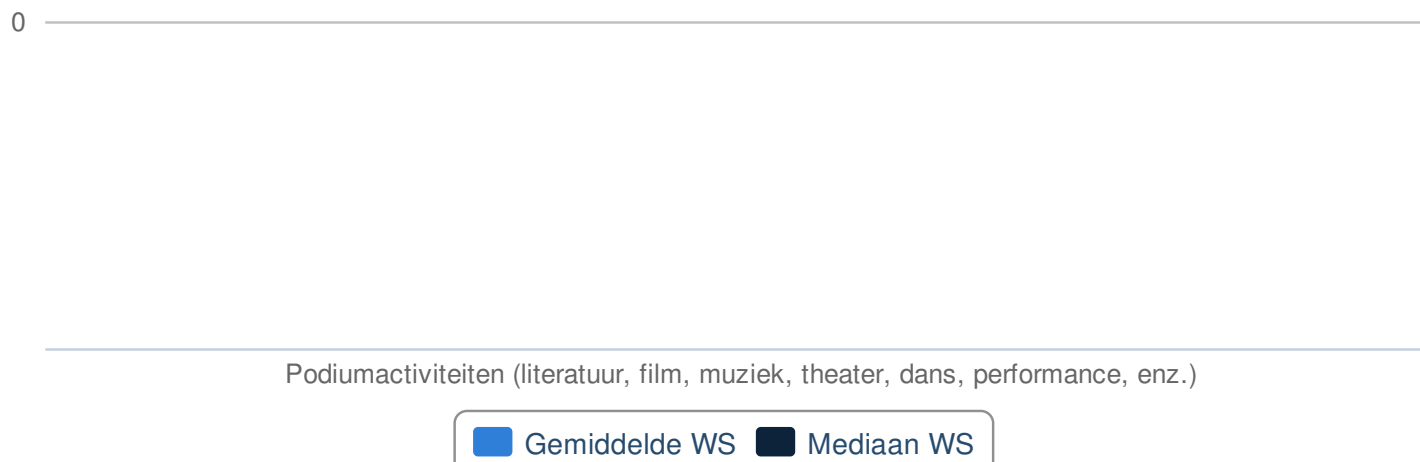 0
Podiumactiviteiten (literatuur, film, muziek, theater, dans, performance, enz.)
Gemiddelde WS Mediaan WS